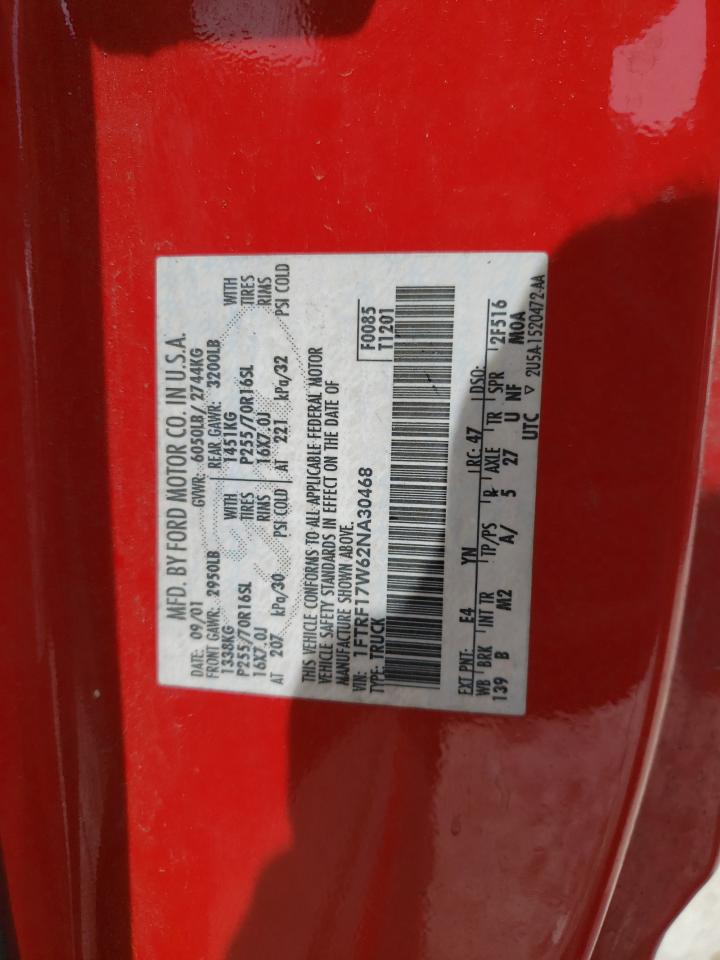 MFD. BY FORD MOTOR CO. IN U.S.A.
DATE: 09/01 GVWR: 6050LB/ 2744KG
FRONT GAWR: 2950LB REAR GAWR: 3200LB
1338KG WITH 1451KG WITH
P255/70R16SL TIRES P255/70R16SL TIRES
16X7.0J RIMS 16X7.0J RIMS
AT 207 kPa/30 PSI COLD AT 221 kPa/32 PSI COLD
THIS VEHICLE CONFORMS TO ALL APPLICABLE FEDERAL MOTOR
VEHICLE SAFETY STANDARDS IN EFFECT ON THE DATE OF
MANUFACTURE SHOWN ABOVE.
VIN: 1FTRF17W62NA30468 F0085
TYPE: TRUCK T1201
EXT PNT: E4 YN RC: 47 DSO: 2F516
WB BRK INT TR TP/PS R AXLE TR SPR
139 B M2 A/ 5 27 U NF M0A
UTC ▽ 2U5A-1520472-AA